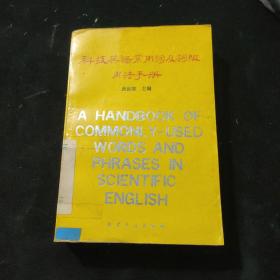 科技英语常用词及词组
用法手册
主编
A HANDBOOK OF
COMMONLY-USED
WORDS AND
PHRASES IN
SCIENTIFIC
ENGLISH